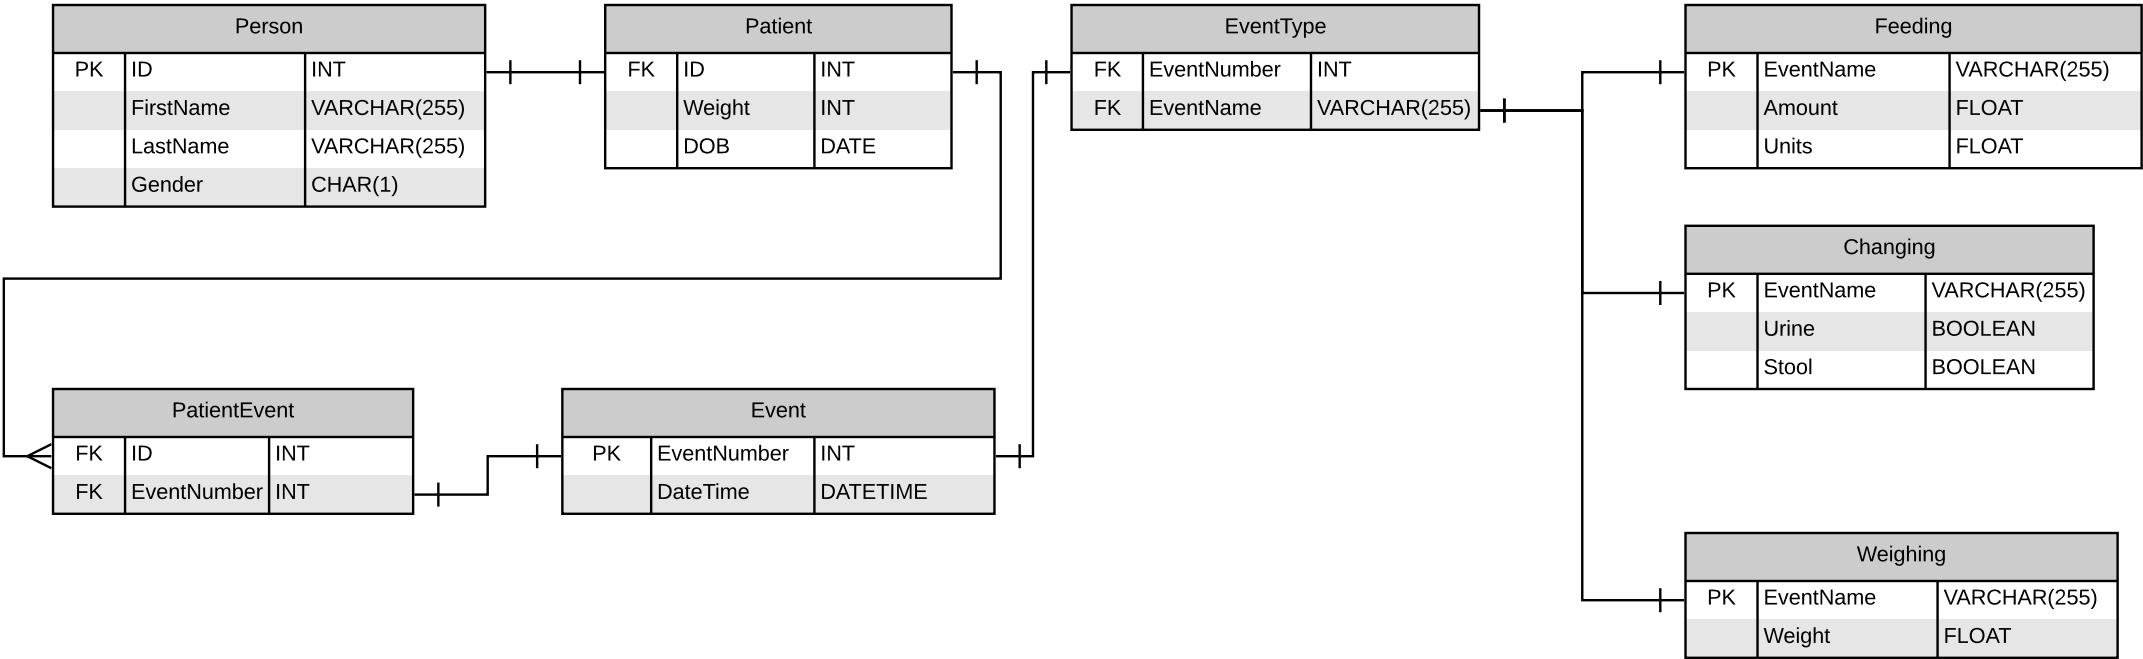 Person
PK ID INT
FirstName VARCHAR(255)
LastName VARCHAR(255)
Gender CHAR(1)
Patient
FK ID INT
Weight INT
DOB DATE
EventType
FK EventNumber INT
FK EventName VARCHAR(255)
Feeding
PK EventName VARCHAR(255)
Amount FLOAT
Units FLOAT
Changing
PK EventName VARCHAR(255)
Urine BOOLEAN
Stool BOOLEAN
PatientEvent
FK ID INT
FK EventNumber INT
Event
PK EventNumber INT
DateTime DATETIME
Weighing
PK EventName VARCHAR(255)
Weight FLOAT